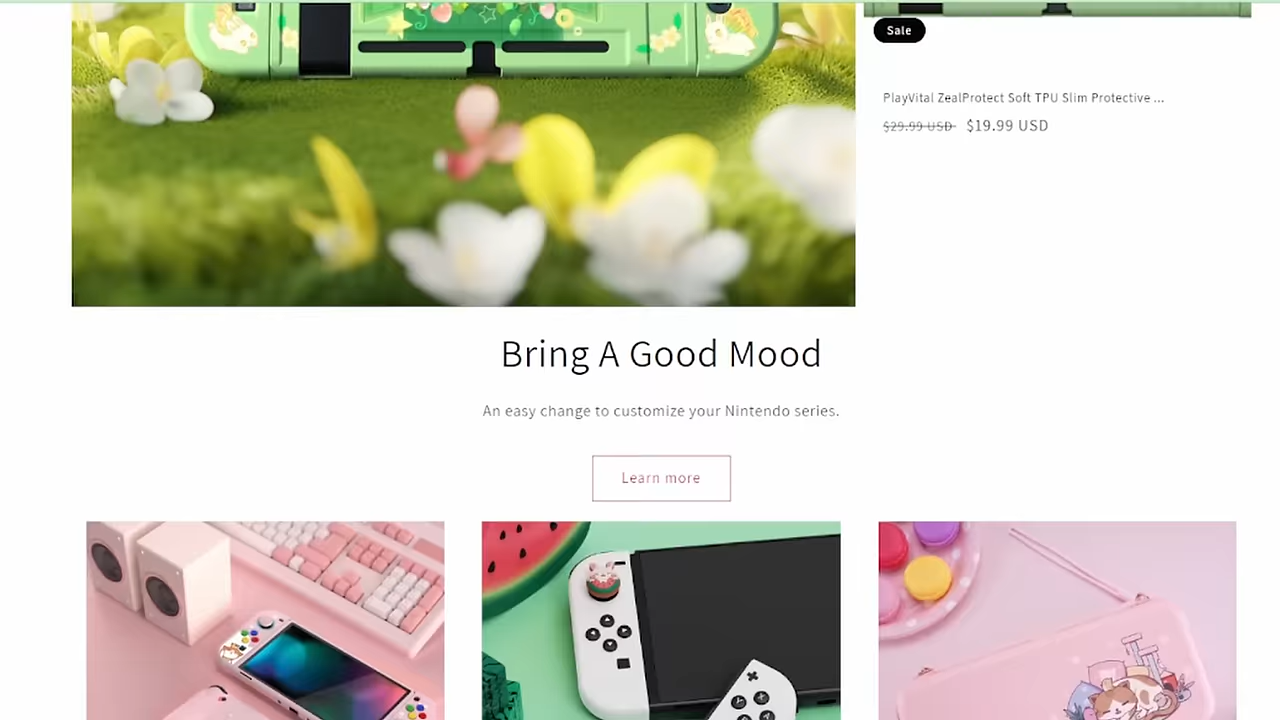 Sale
PlayVital ZealProtect Soft TPU Slim Protective ...
$29.99 USD $19.99 USD
Bring A Good Mood
An easy change to customize your Nintendo series.
Learn more